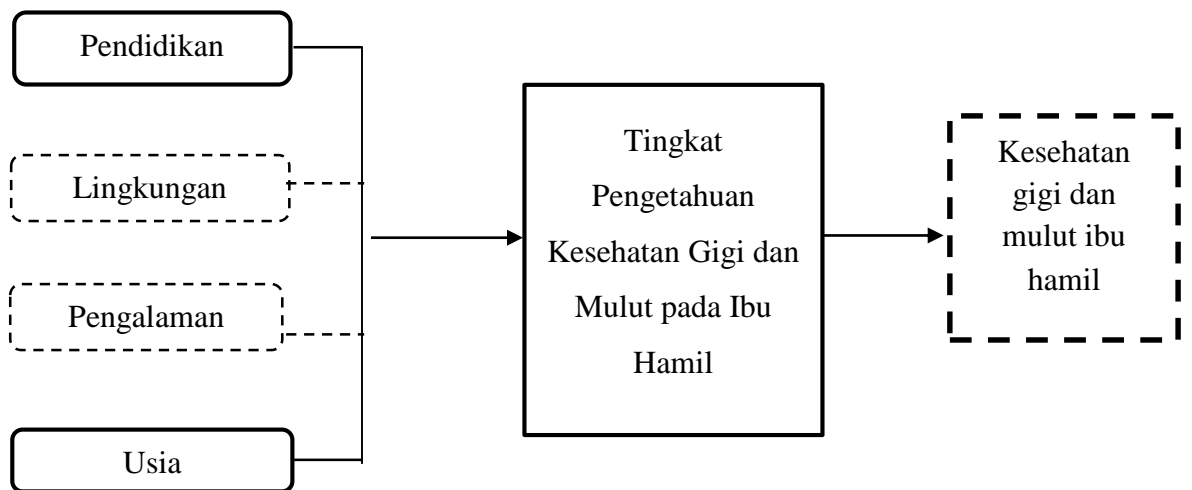 Pendidikan
Lingkungan
Pengalaman
Usia
Tingkat
Pengetahuan
Kesehatan Gigi dan
Mulut pada Ibu
Hamil
Kesehatan
gigi dan
mulut ibu
hamil